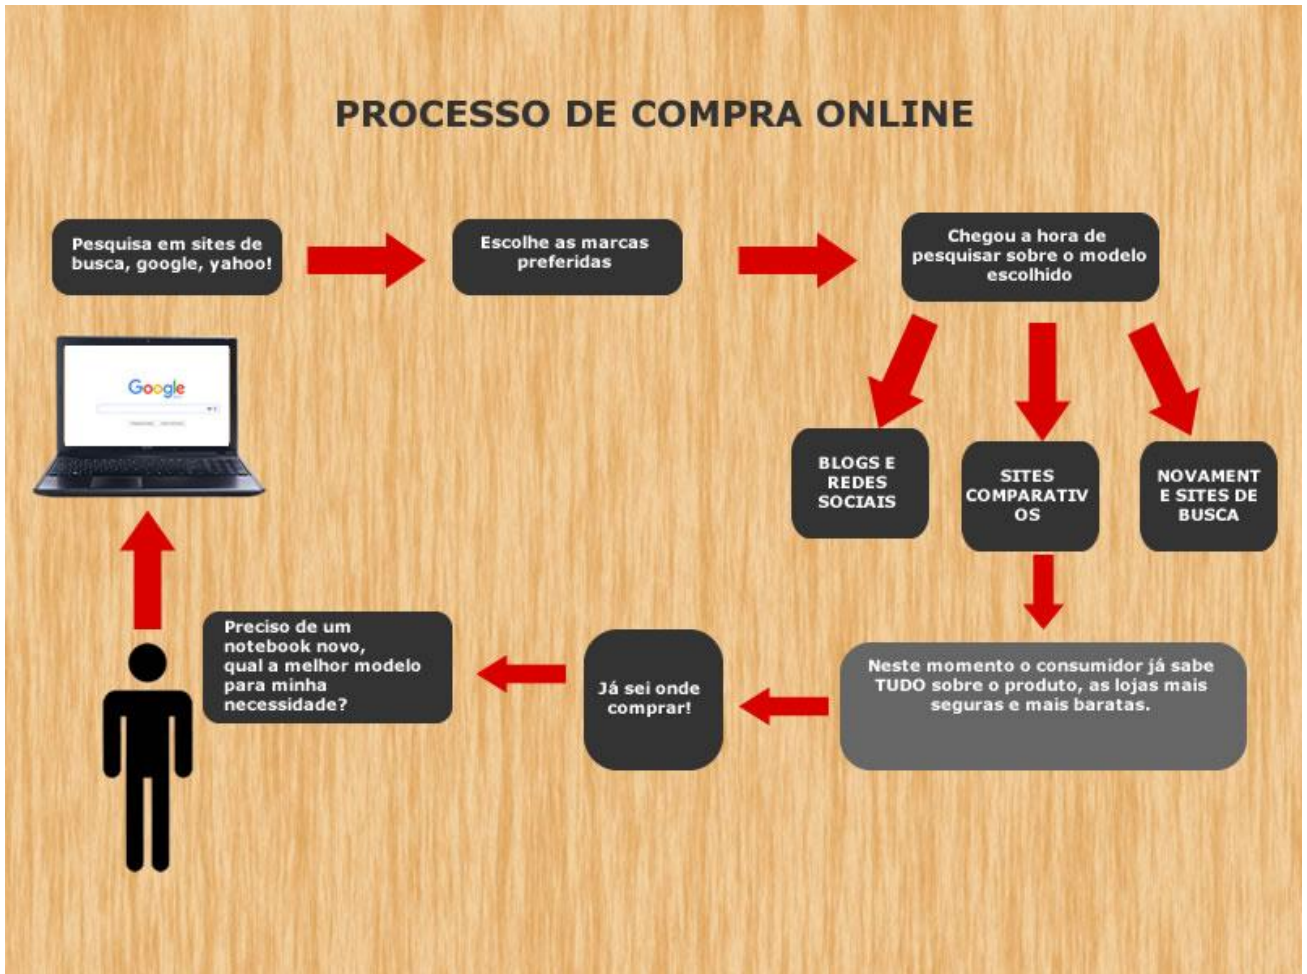 PROCESSO DE COMPRA ONLINE
Pesquisa em sites de
busca, google, yahoo!
Escolhe as marcas
preferidas
Chegou a hora de
pesquisar sobre o modelo
escolhido
Google
BLOGS E
REDES
SOCIAIS
SITES
COMPARATIV
OS
NOVAMENT
E SITES DE
BUSCA
Preciso de um
notebook novo,
qual a melhor modelo
para minha
necessidade?
Já sei onde
comprar!
Neste momento o consumidor já sabe
TUDO sobre o produto, as lojas mais
seguras e mais baratas.